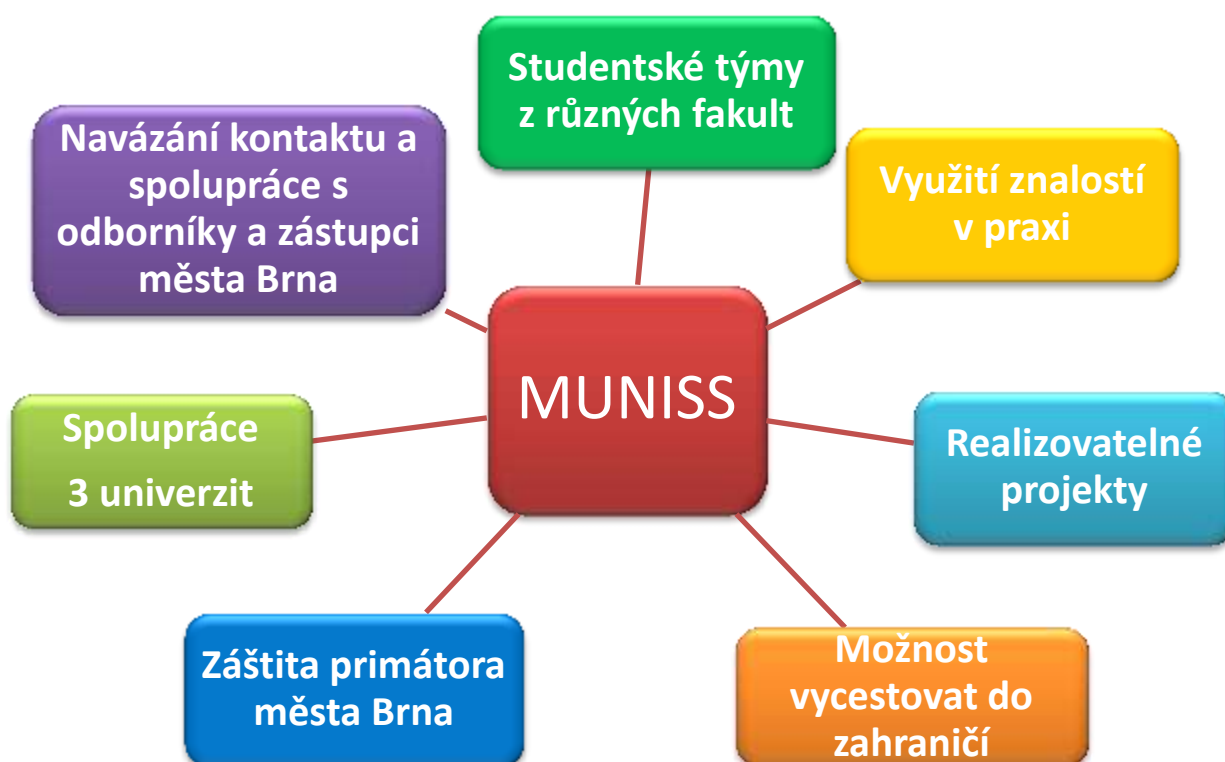 Studentské týmy
z různých fakult
Navázání kontaktu a
spolupráce s
odborníky a zástupci
města Brna
Využití znalostí
v praxi
MUNISS
Spolupráce
3 univerzit
Realizovatelné
projekty
Záštita primátora
města Brna
Možnost
vycestovat do
zahraničí